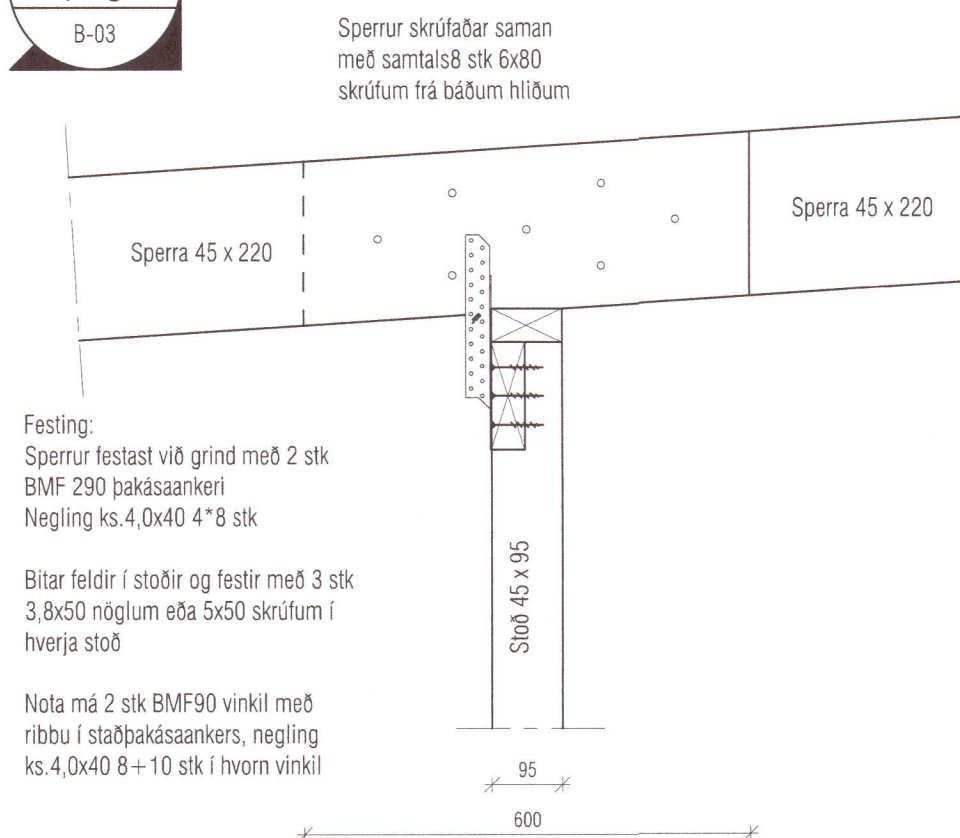 B-03
Sperrur skrúfaðar saman
með samtals8 stk 6x80
skrúfum frá báðum hliðum
Sperra 45 x 220
Sperra 45 x 220
Festing:
Sperrur festast við grind með 2 stk
BMF 290 þakásaankeri
Negling ks.4,0x40 4*8 stk
Bitar feldir í stoðir og festir með 3 stk
3,8x50 nöglum eða 5x50 skrúfum í
hverja stoð
Nota má 2 stk BMF90 vinkil með
ribbu í staðþakásaankers, negling
ks.4,0x40 8+10 stk í hvorn vinkil
Stoð 45 x 95
95
600